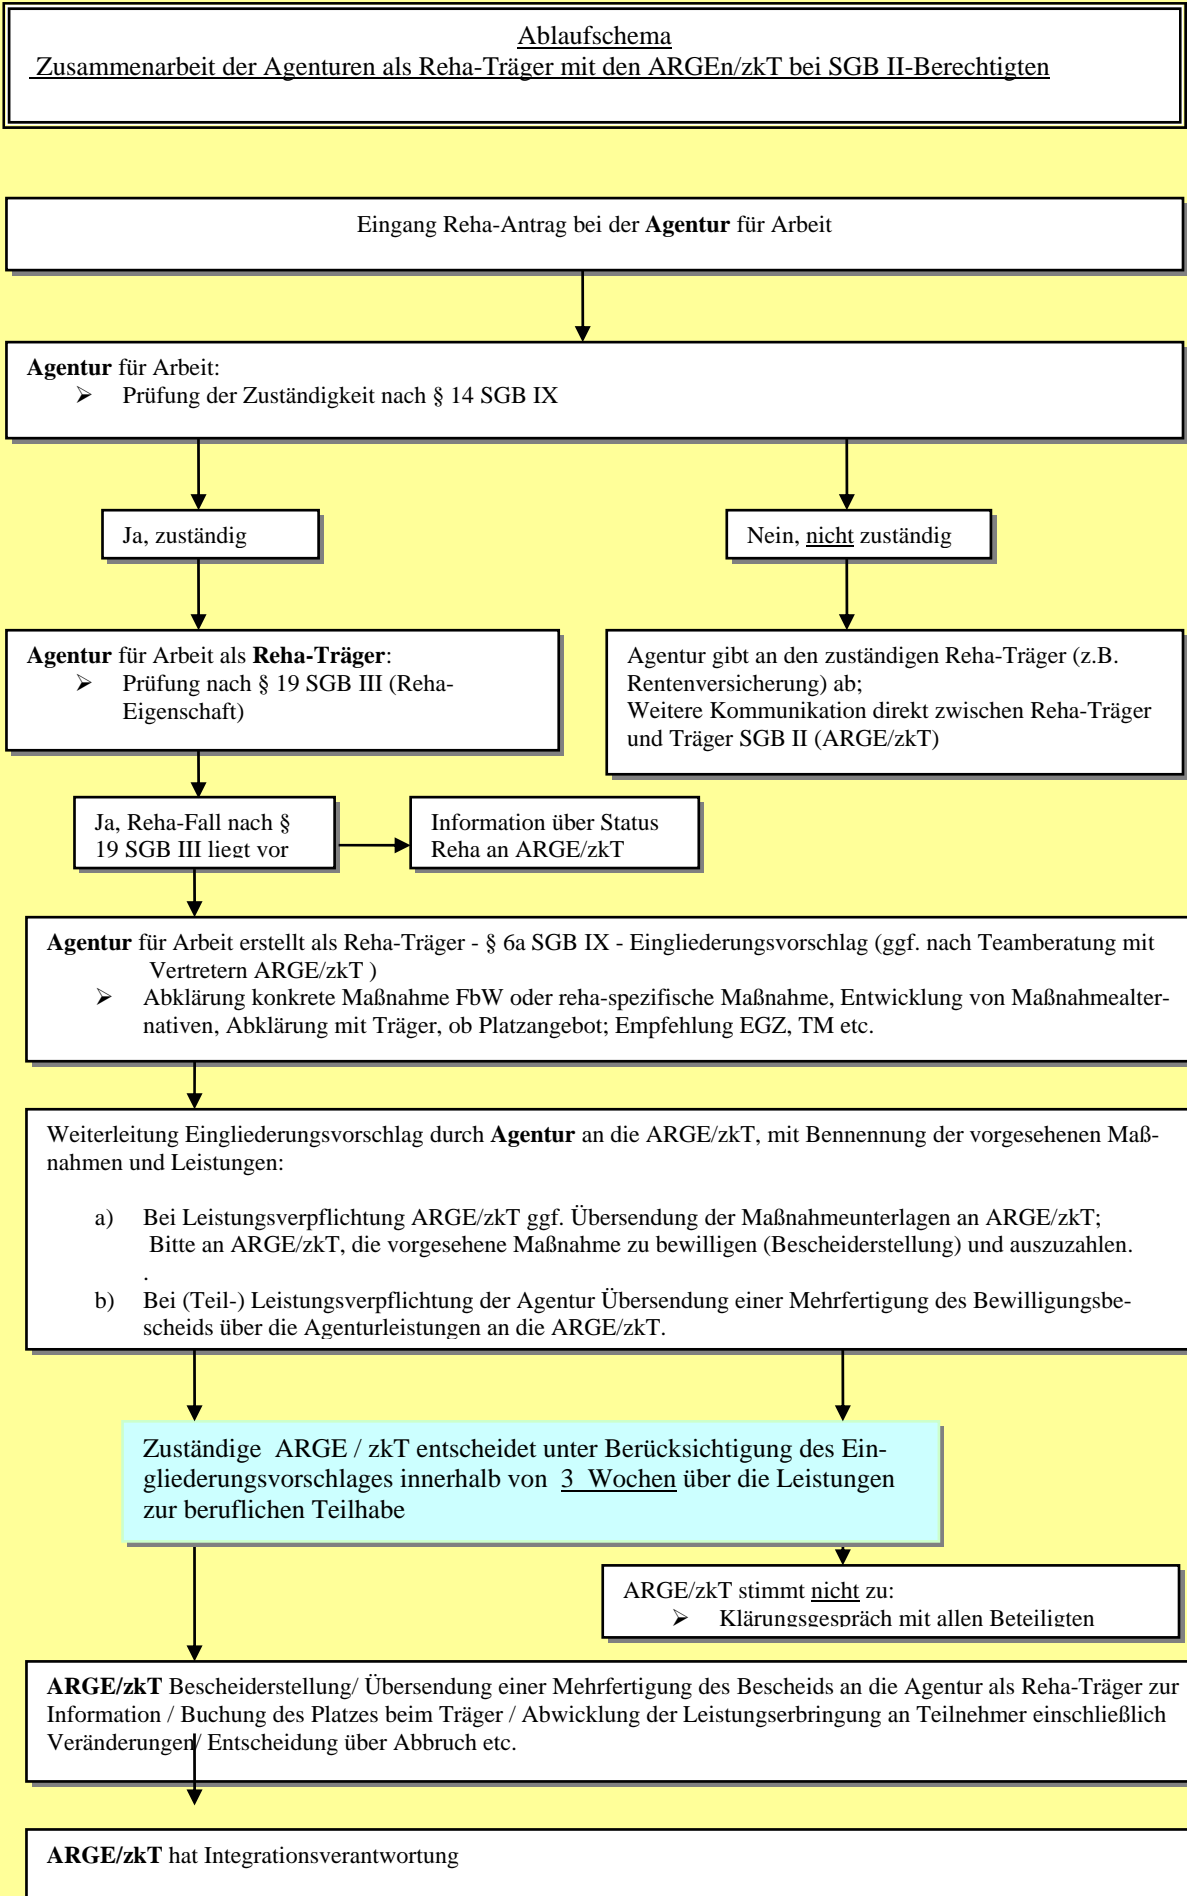 Ablaufschema
Zusammenarbeit der Agenturen als Reha-Träger mit den ARGEn/zkT bei SGB II-Berechtigten
Eingang Reha-Antrag bei der Agentur für Arbeit
Agentur für Arbeit:
➢ Prüfung der Zuständigkeit nach § 14 SGB IX
Ja, zuständig
Nein, nicht zuständig
Agentur für Arbeit als Reha-Träger:
➢ Prüfung nach § 19 SGB III (Reha-
Eigenschaft)
Agentur gibt an den zuständigen Reha-Träger (z.B.
Rentenversicherung) ab;
Weitere Kommunikation direkt zwischen Reha-Träger
und Träger SGB II (ARGE/zkT)
Ja, Reha-Fall nach §
19 SGB III liegt vor
Information über Status
Reha an ARGE/zkT
Agentur für Arbeit erstellt als Reha-Träger - § 6a SGB IX - Eingliederungsvorschlag (ggf. nach Teamberatung mit
Vertretern ARGE/zkT )
➢ Abklärung konkrete Maßnahme FbW oder reha-spezifische Maßnahme, Entwicklung von Maßnahmealter-
nativen, Abklärung mit Träger, ob Platzangebot; Empfehlung EGZ, TM etc.
Weiterleitung Eingliederungsvorschlag durch Agentur an die ARGE/zkT, mit Bennennung der vorgesehenen Maß-
nahmen und Leistungen:
a) Bei Leistungsverpflichtung ARGE/zkT ggf. Übersendung der Maßnahmeunterlagen an ARGE/zkT;
Bitte an ARGE/zkT, die vorgesehene Maßnahme zu bewilligen (Bescheiderstellung) und auszuzahlen.
.
b) Bei (Teil-) Leistungsverpflichtung der Agentur Übersendung einer Mehrfertigung des Bewilligungsbe-
scheids über die Agenturleistungen an die ARGE/zkT.
Zuständige ARGE / zkT entscheidet unter Berücksichtigung des Ein-
gliederungsvorschlages innerhalb von 3 Wochen über die Leistungen
zur beruflichen Teilhabe
ARGE/zkT stimmt nicht zu:
➢ Klärungsgespräch mit allen Beteiligten
ARGE/zkT Bescheiderstellung/ Übersendung einer Mehrfertigung des Bescheids an die Agentur als Reha-Träger zur
Information / Buchung des Platzes beim Träger / Abwicklung der Leistungserbringung an Teilnehmer einschließlich
Veränderungen/ Entscheidung über Abbruch etc.
ARGE/zkT hat Integrationsverantwortung